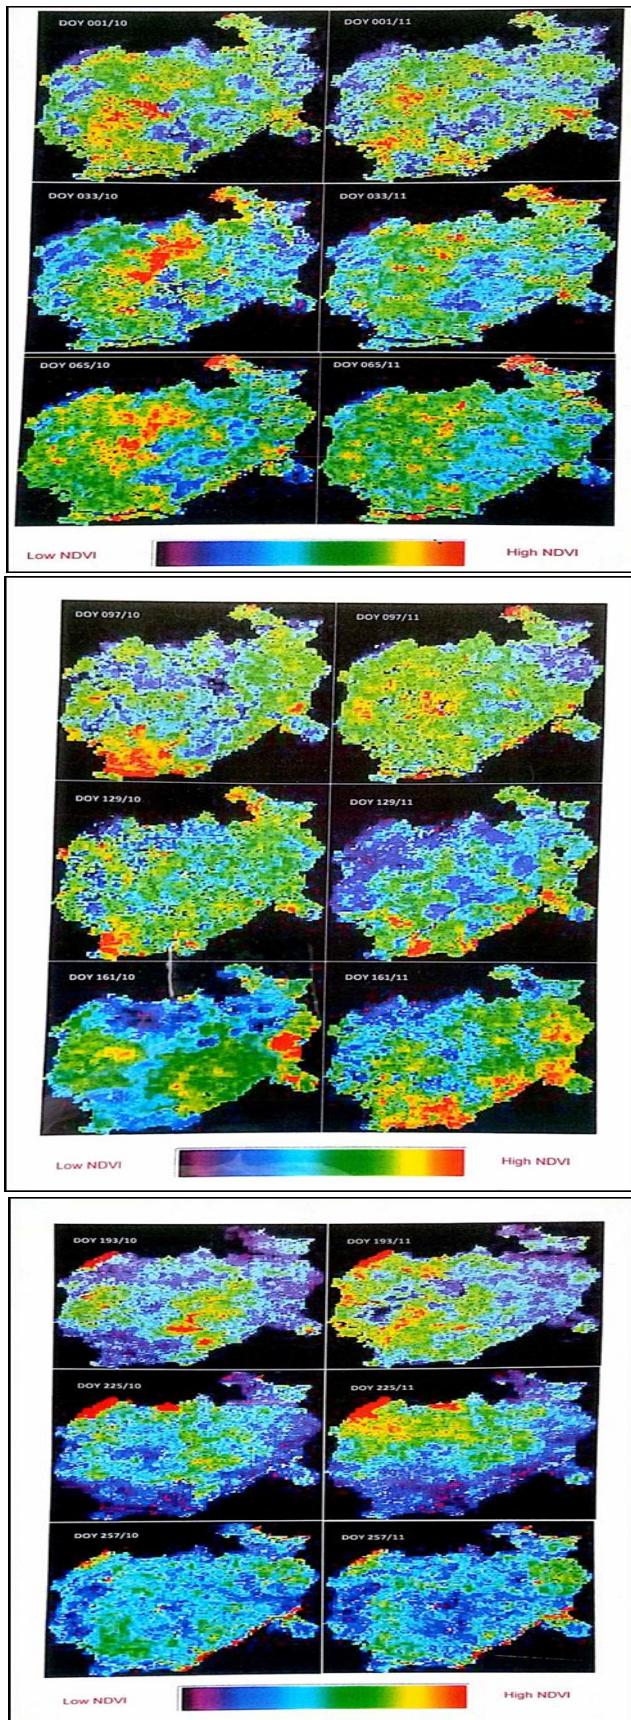 DOY 001/10
DOY 001/11
DOY 033/10
DOY 033/11
DOY 065/10
DOY 065/11
Low NDVI
High NDVI
DOY 097/10
DOY 097/11
DOY 129/10
DOY 129/11
DOY 161/10
DOY 161/11
Low NDVI
High NDVI
DOY 193/10
DOY 193/11
DOY 225/10
DOY 225/11
DOY 257/10
DOY 257/11
Low NDVI
High NDVI